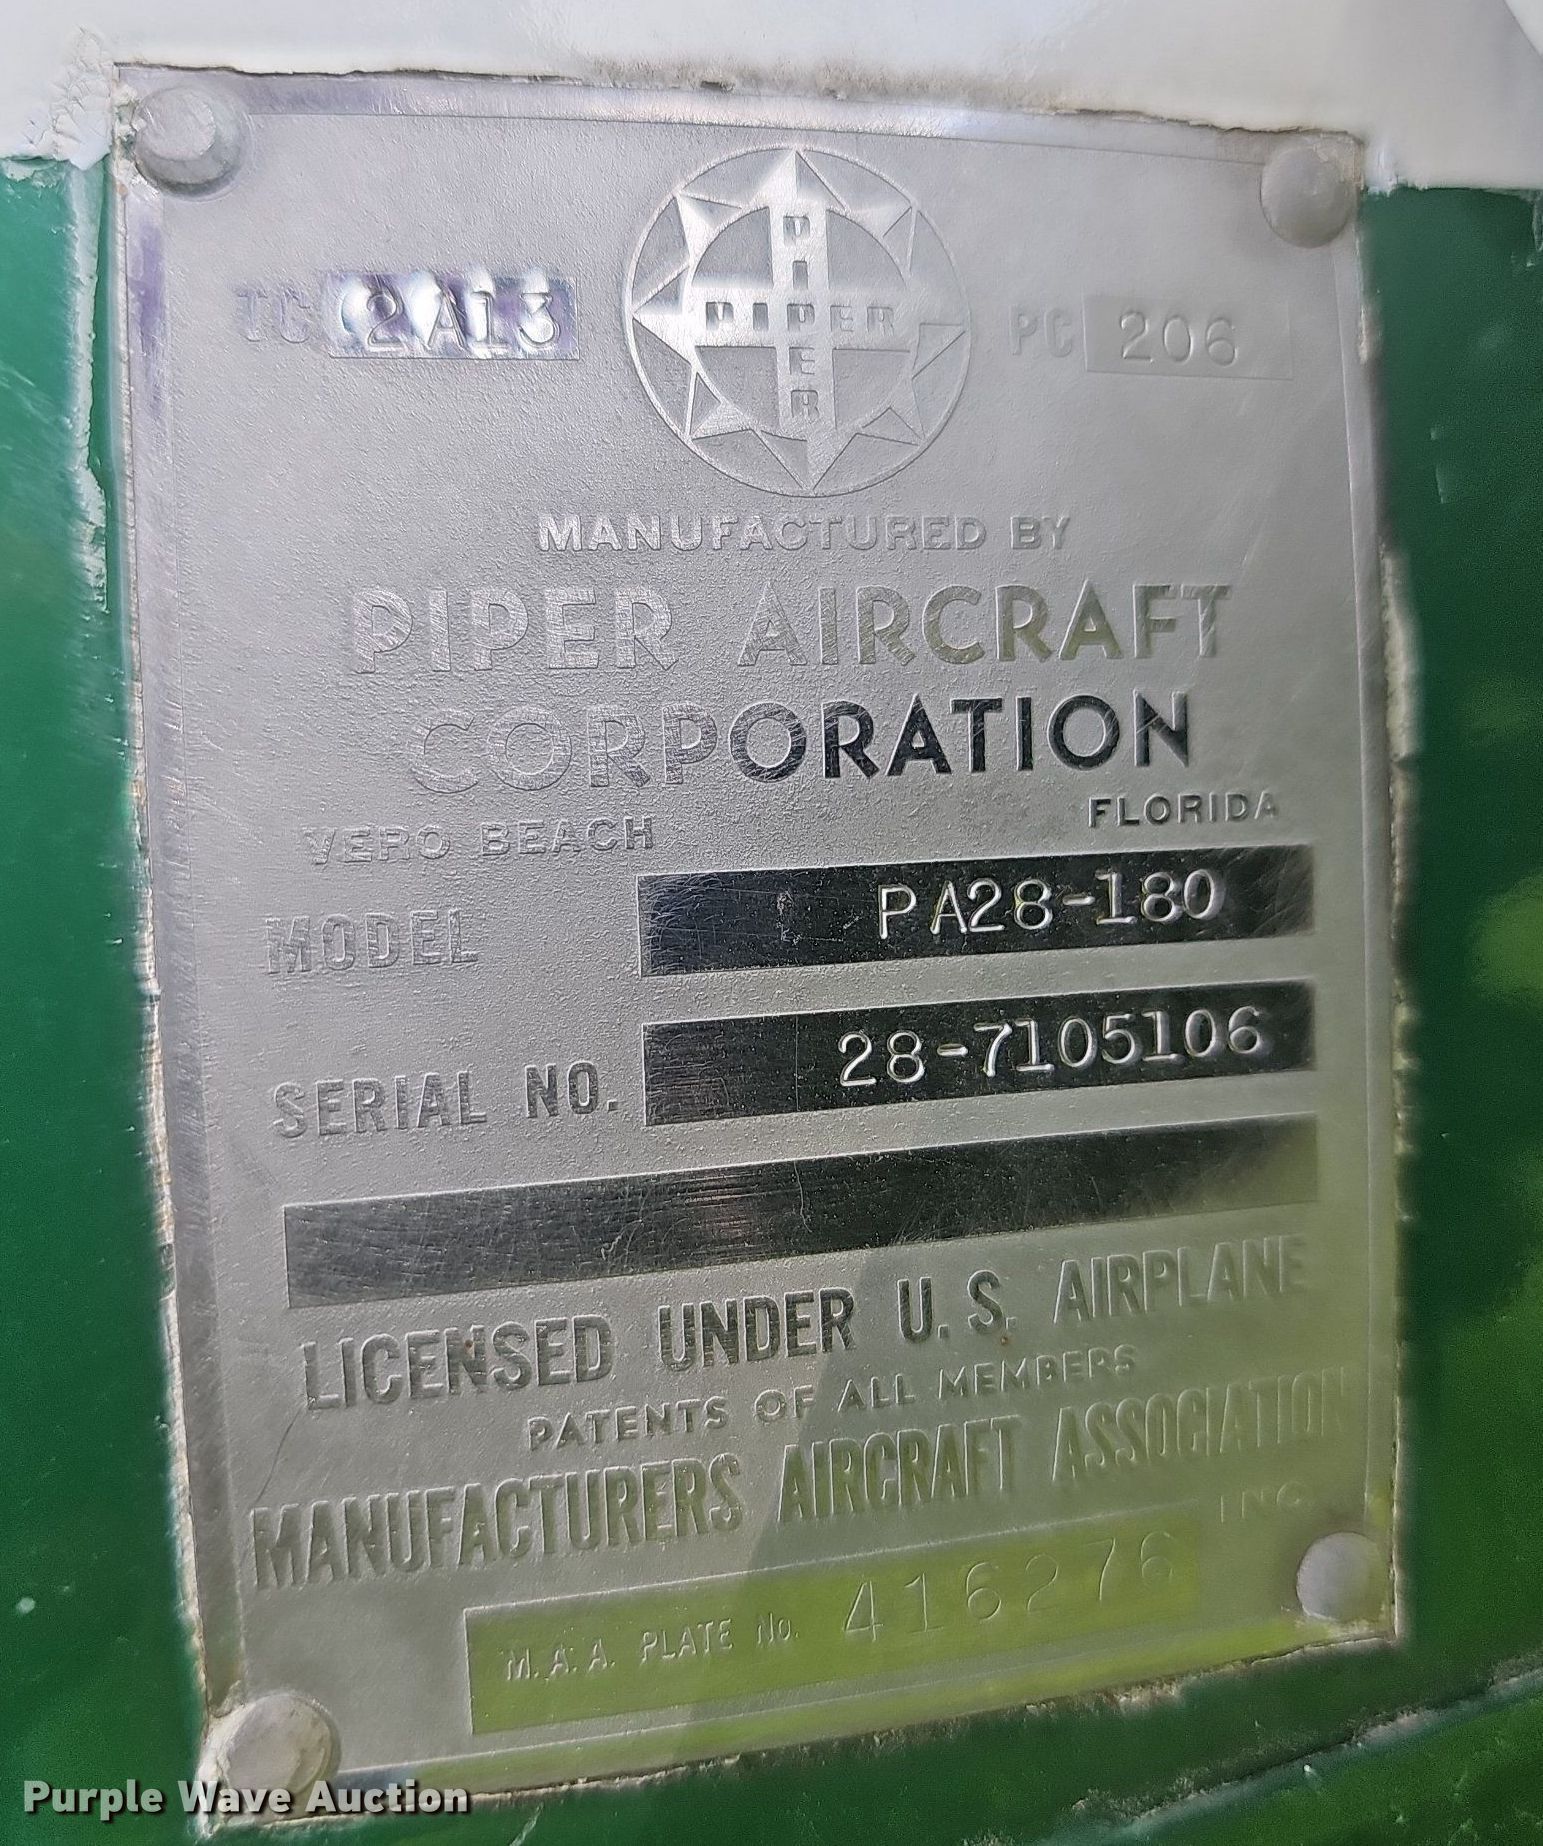 PIPER
PIPER
TC 2A13
PC 206
MANUFACTURED BY
PIPER AIRCRAFT
CORPORATION
VERO BEACH FLORIDA
MODEL PA28-180
SERIAL NO. 28-7105106
LICENSED UNDER U.S. AIRPLANE
PATENTS OF ALL MEMBERS
MANUFACTURERS AIRCRAFT ASSOCIATION
INC
M.A.A. PLATE No. 416276
Purple Wave Auction